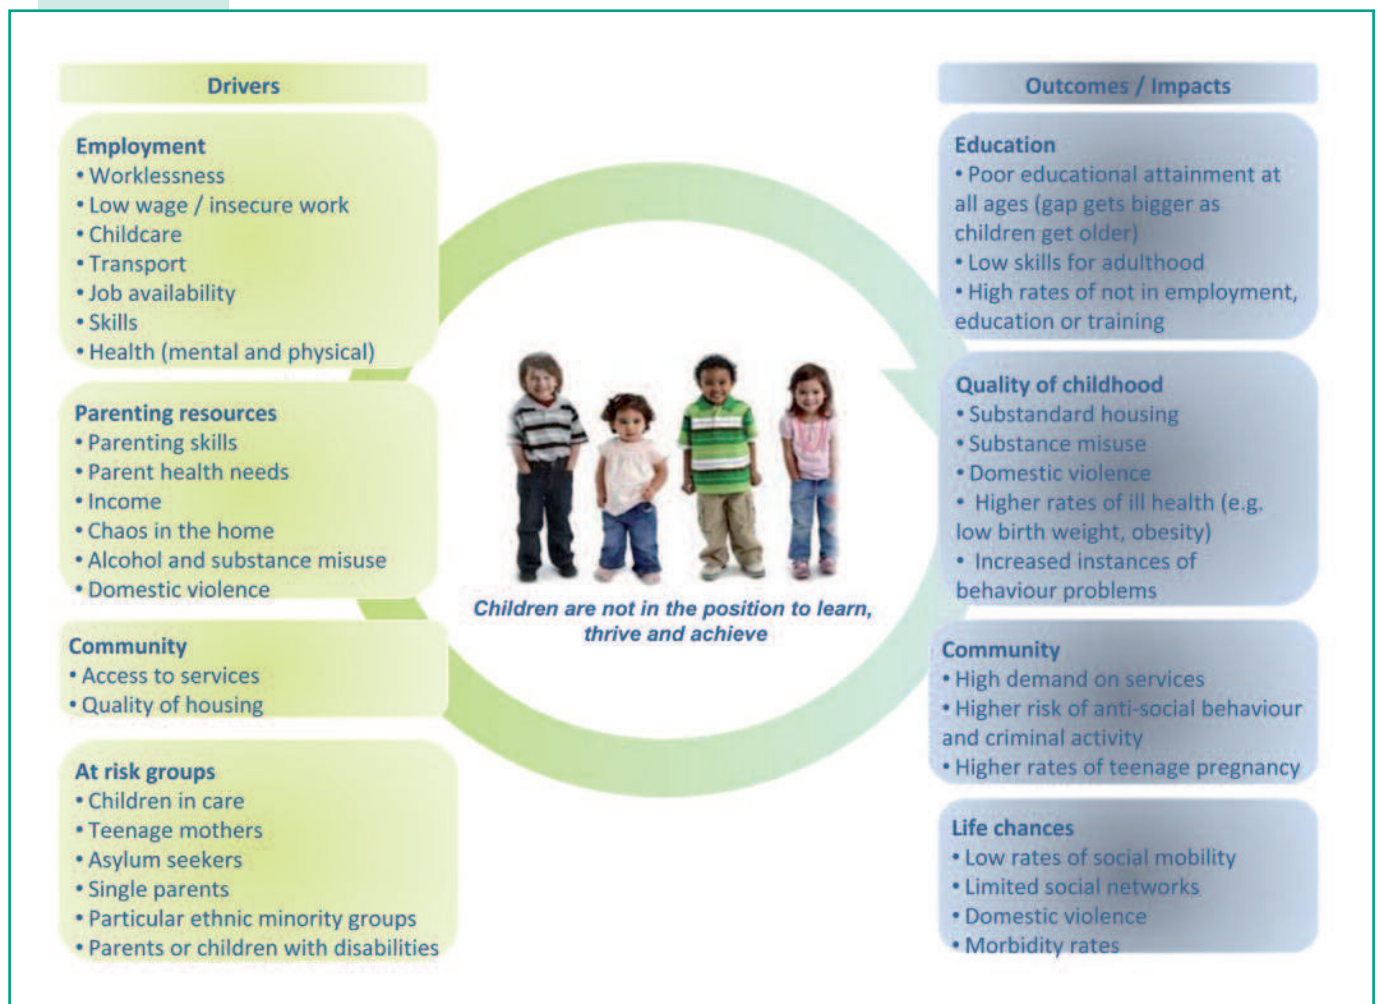 Drivers
Employment
• Worklessness
• Low wage / insecure work
• Childcare
• Transport
• Job availability
• Skills
• Health (mental and physical)
Parenting resources
• Parenting skills
• Parent health needs
• Income
• Chaos in the home
• Alcohol and substance misuse
• Domestic violence
Community
• Access to services
• Quality of housing
At risk groups
• Children in care
• Teenage mothers
• Asylum seekers
• Single parents
• Particular ethnic minority groups
• Parents or children with disabilities
Children are not in the position to learn,
thrive and achieve
Outcomes / Impacts
Education
• Poor educational attainment at
all ages (gap gets bigger as
children get older)
• Low skills for adulthood
• High rates of not in employment,
education or training
Quality of childhood
• Substandard housing
• Substance misuse
• Domestic violence
• Higher rates of ill health (e.g.
low birth weight, obesity)
• Increased instances of
behaviour problems
Community
• High demand on services
• Higher risk of anti-social behaviour
and criminal activity
• Higher rates of teenage pregnancy
Life chances
• Low rates of social mobility
• Limited social networks
• Domestic violence
• Morbidity rates